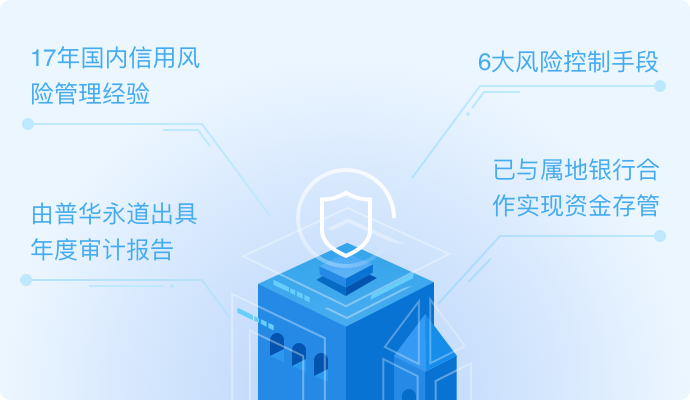 17年国内信用风
险管理经验
6大风险控制手段
已与属地银行合
作实现资金存管
由普华永道出具
年度审计报告